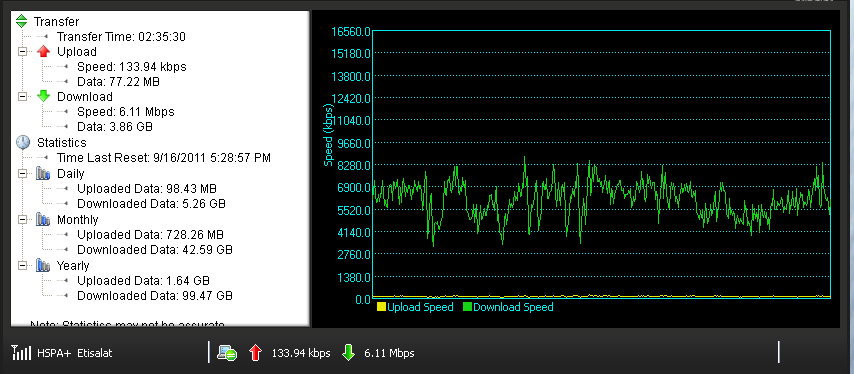 Transfer
Transfer Time: 02:35:30
Upload
Speed: 133.94 kbps
Data: 77.22 MB
Download
Speed: 6.11 Mbps
Data: 3.86 GB
Statistics
Time Last Reset: 9/16/2011 5:28:57 PM
Daily
Uploaded Data: 98.43 MB
Downloaded Data: 5.26 GB
Monthly
Uploaded Data: 728.26 MB
Downloaded Data: 42.59 GB
Yearly
Uploaded Data: 1.64 GB
Downloaded Data: 99.47 GB
Note: Statistics may not be accurate
Speed (kbps)
16560.0
15180.0
13800.0
12420.0
11040.0
9660.0
8280.0
6900.0
5520.0
4140.0
2760.0
1380.0
0.0
Upload Speed Download Speed
HSPA+ Etisalat 133.94 kbps 6.11 Mbps